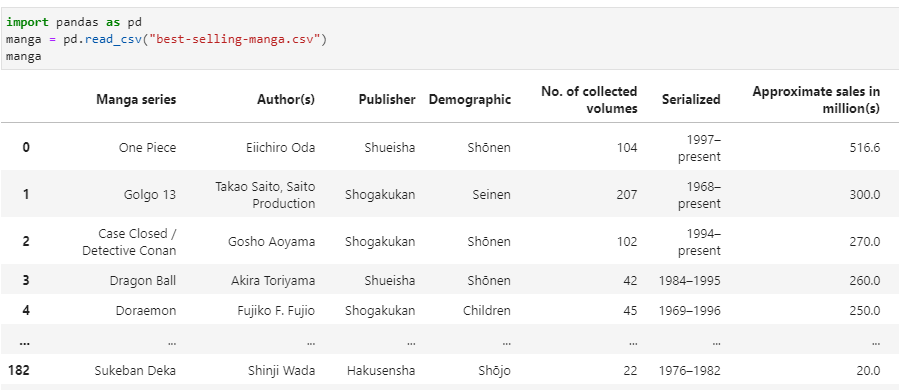 import pandas as pd
manga = pd.read_csv("best-selling-manga.csv")
manga
Manga series Author(s) Publisher Demographic No. of collected volumes Serialized Approximate sales in million(s)
0 One Piece Eiichiro Oda Shueisha Shōnen 104 1997–present 516.6
1 Golgo 13 Takao Saito, Saito Production Shogakukan Seinen 207 1968–present 300.0
2 Case Closed / Detective Conan Gosho Aoyama Shogakukan Shōnen 102 1994–present 270.0
3 Dragon Ball Akira Toriyama Shueisha Shōnen 42 1984–1995 260.0
4 Doraemon Fujiko F. Fujio Shogakukan Children 45 1969–1996 250.0
... ... ... ... ... ... ... ...
182 Sukeban Deka Shinji Wada Hakusensha Shōjo 22 1976–1982 20.0